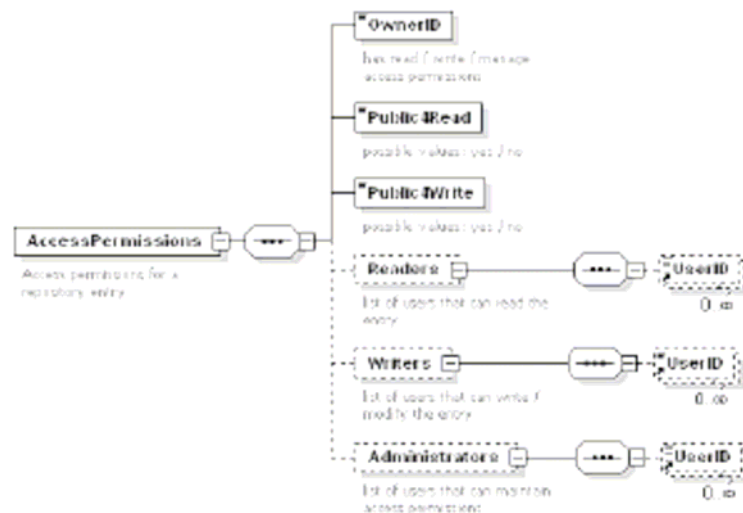 OwnerID
has read / write / manage
access permissions
Public4Read
possible values: yes / no
Public4Write
possible values: yes / no
AccessPermissions
Access permissions for a
repository entry
Readers
UserID
0..∞
list of users that can read the
entry
Writers
UserID
0..∞
list of users that can write /
modify the entry
Administrators
UserID
0..∞
list of users that can maintain
access permissions